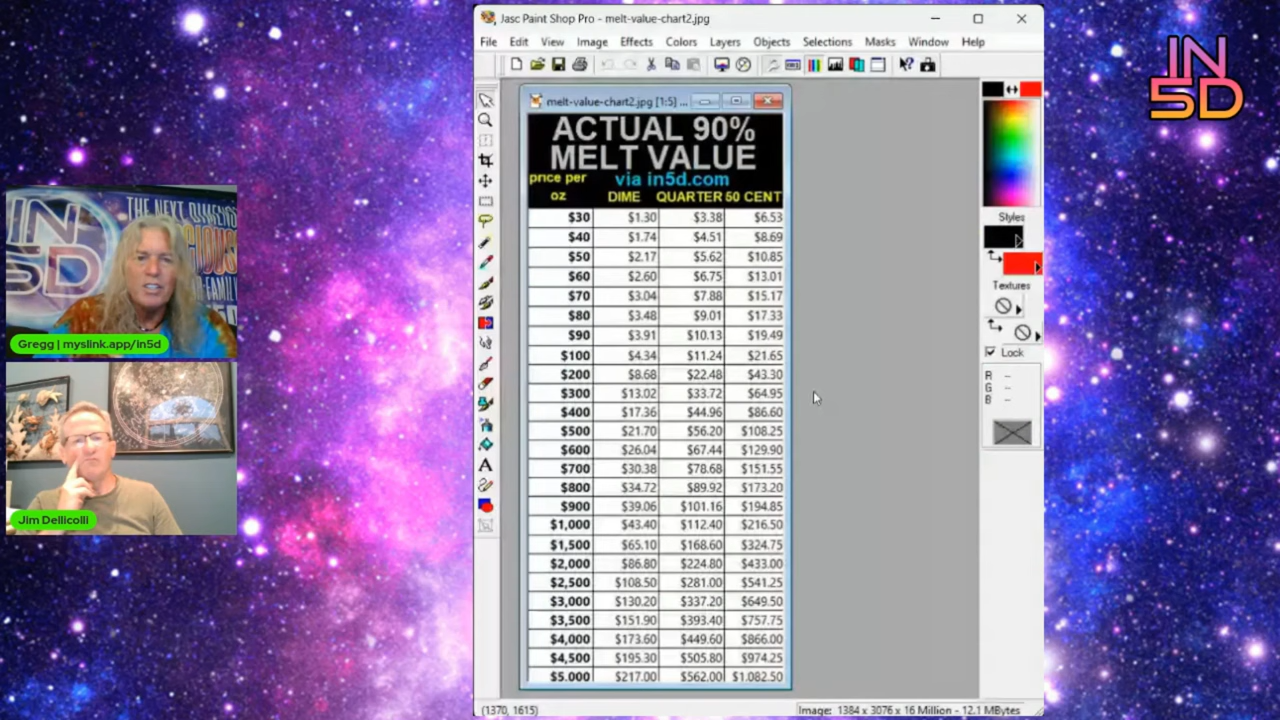 Jasc Paint Shop Pro - melt-value-chart2.jpg
File Edit View Image Effects Colors Layers Objects Selections Masks Window Help
melt-value-chart2.jpg [1:5] ...
ACTUAL 90%
MELT VALUE
price per via in5d.com
oz DIME QUARTER 50 CENT
$30 $1.30 $3.38 $6.53
$40 $1.74 $4.51 $8.69
$50 $2.17 $5.62 $10.85
$60 $2.60 $6.75 $13.01
$70 $3.04 $7.88 $15.17
$80 $3.48 $9.01 $17.33
$90 $3.91 $10.13 $19.49
$100 $4.34 $11.24 $21.65
$200 $8.68 $22.48 $43.30
$300 $13.02 $33.72 $64.95
$400 $17.36 $44.96 $86.60
$500 $21.70 $56.20 $108.25
$600 $26.04 $67.44 $129.90
$700 $30.38 $78.68 $151.55
$800 $34.72 $89.92 $173.20
$900 $39.06 $101.16 $194.85
$1,000 $43.40 $112.40 $216.50
$1,500 $65.10 $168.60 $324.75
$2,000 $86.80 $224.80 $433.00
$2,500 $108.50 $281.00 $541.25
$3,000 $130.20 $337.20 $649.50
$3,500 $151.90 $393.40 $757.75
$4,000 $173.60 $449.60 $866.00
$4,500 $195.30 $505.80 $974.25
$5.000 $217.00 $562.00 $1.082.50
Styles
Textures
Lock
R --
G --
B --
(1370, 1615) Image: 1384 x 3076 x 16 Million - 12.1 MBytes
IN
5D
IN
5D
THE NEXT DIMENSION
Gregg | myslink.app/in5d
Jim Dellicolli